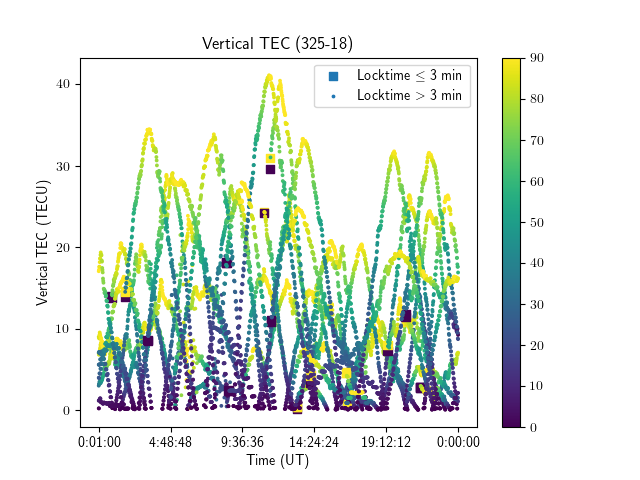 Vertical TEC (325-18)
Locktime ≤ 3 min
Locktime > 3 min
Vertical TEC (TECU)
40
30
20
10
0
0:01:00 4:48:48 9:36:36 14:24:24 19:12:12 0:00:00
Time (UT)
90
80
70
60
50
40
30
20
10
0